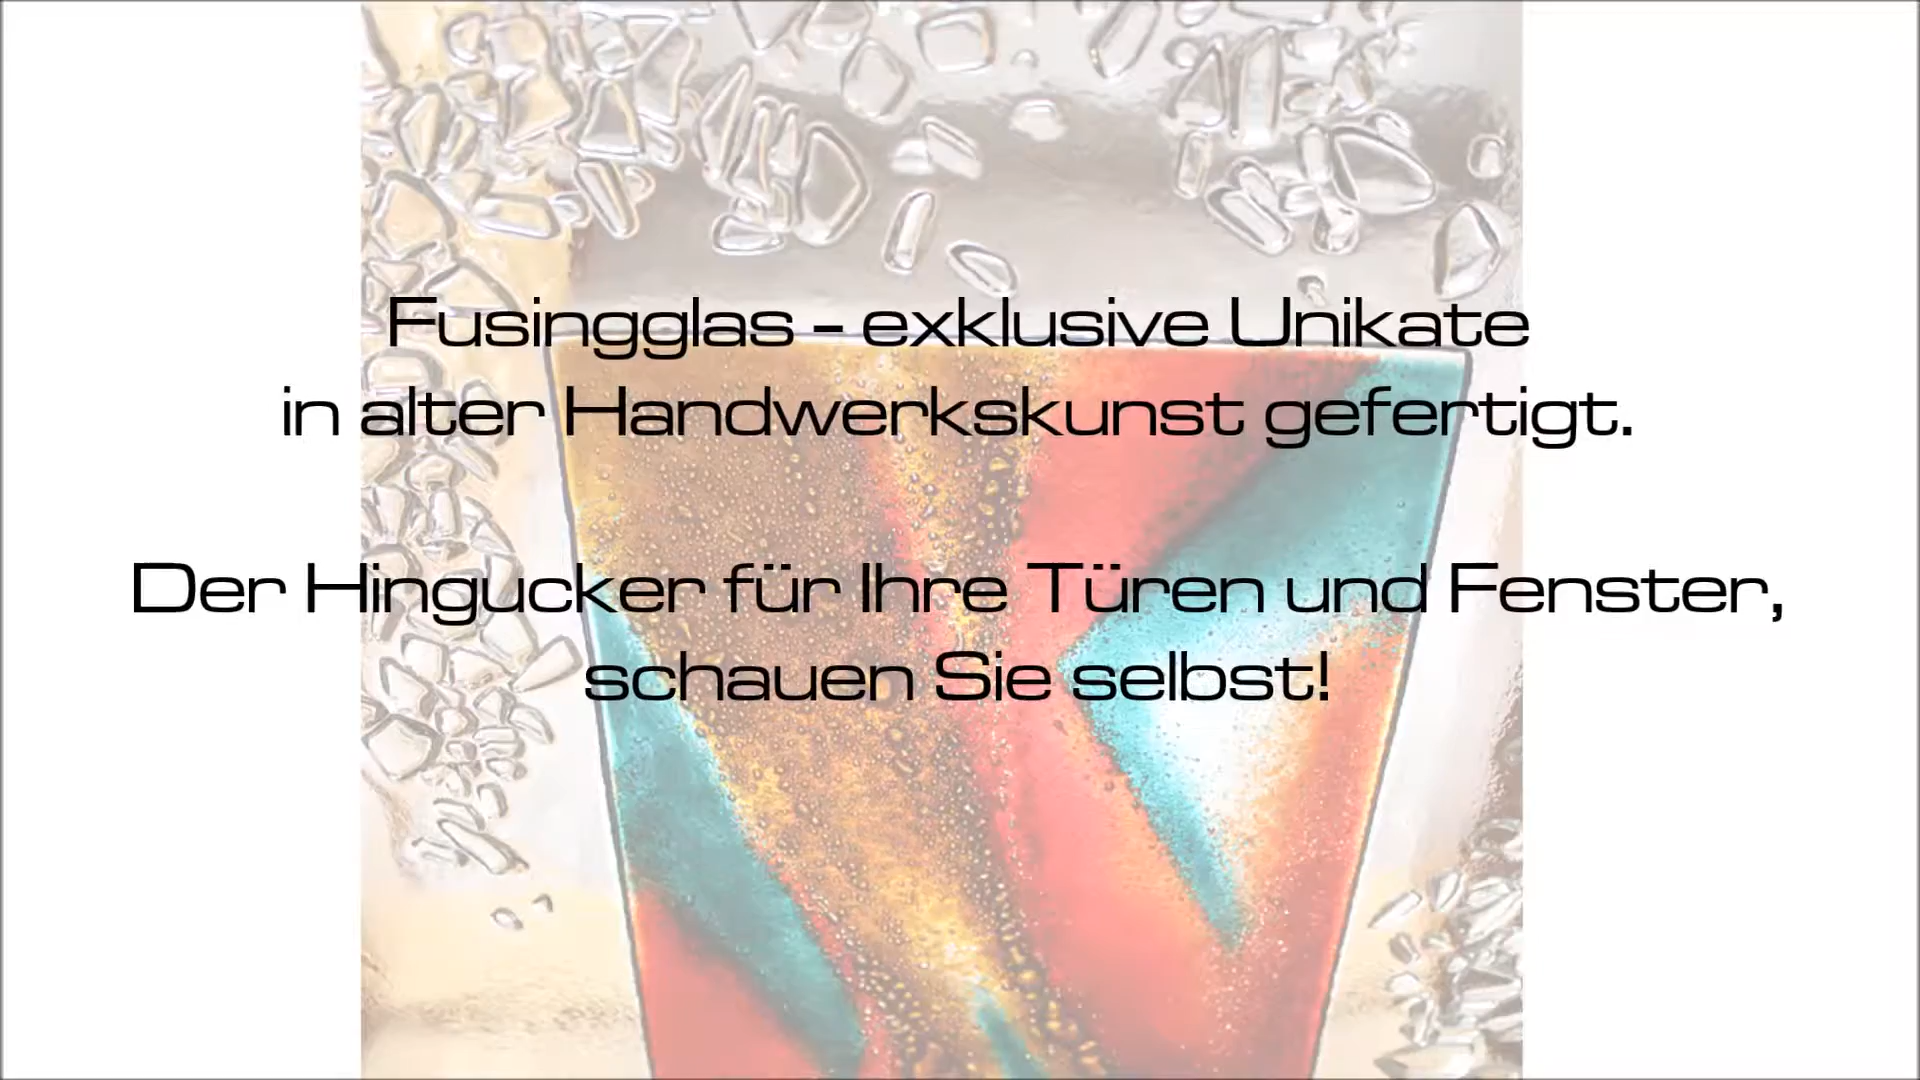 Fusingglas - exklusive Unikate
in alter Handwerkskunst gefertigt.
Der Hingucker für Ihre Türen und Fenster,
schauen Sie selbst!